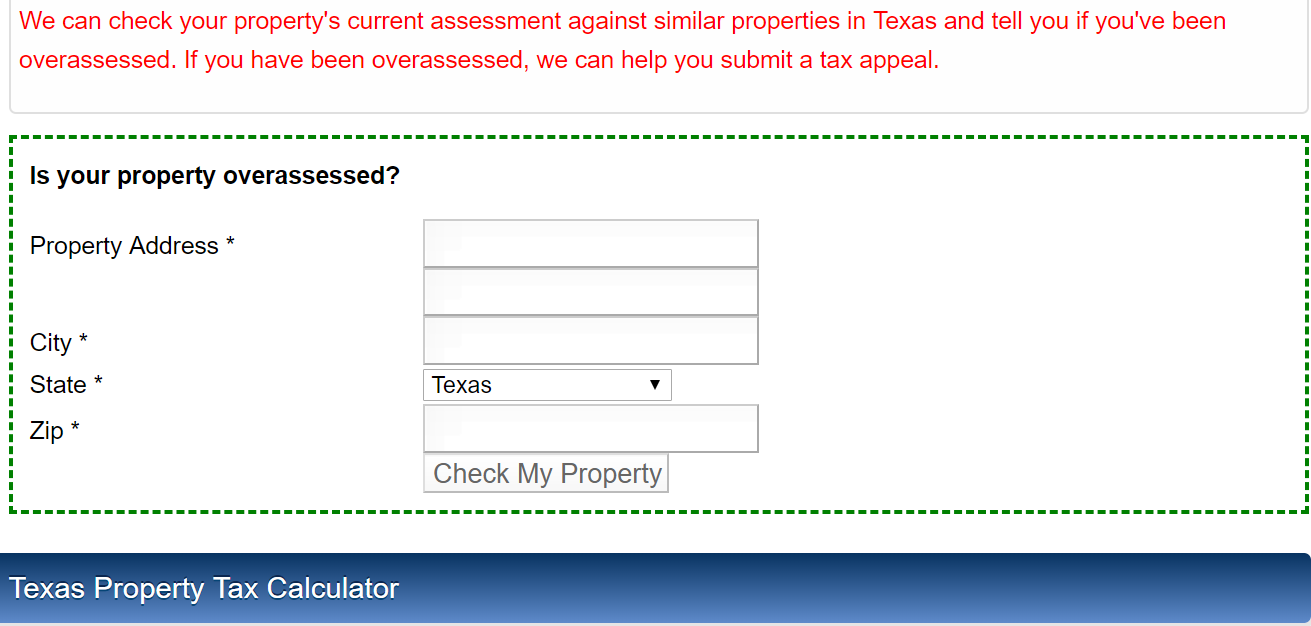 We can check your property's current assessment against similar properties in Texas and tell you if you've been
overassessed. If you have been overassessed, we can help you submit a tax appeal.
Is your property overassessed?
Property Address *
City *
State *
Texas
Zip *
Check My Property
Texas Property Tax Calculator